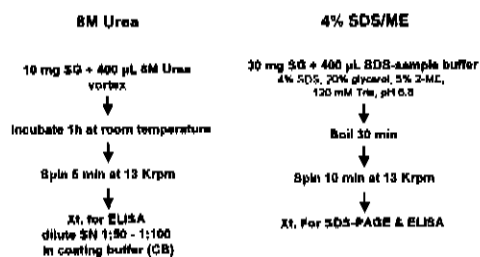 8M Urea
10 mg SG + 400 µL 8M Urea
vortex
Incubate 1h at room temperature
Spin 5 min at 13 Krpm
Xt. for ELISA
dilute SN 1:50 - 1:100
in coating buffer (CB)
4% SDS/ME
30 mg SG + 400 µL SDS-sample buffer
4% SDS, 20% glycerol, 5% 2-ME,
120 mM Tris, pH 6.8
Boil 30 min
Spin 10 min at 13 Krpm
Xt. For SDS-PAGE & ELISA